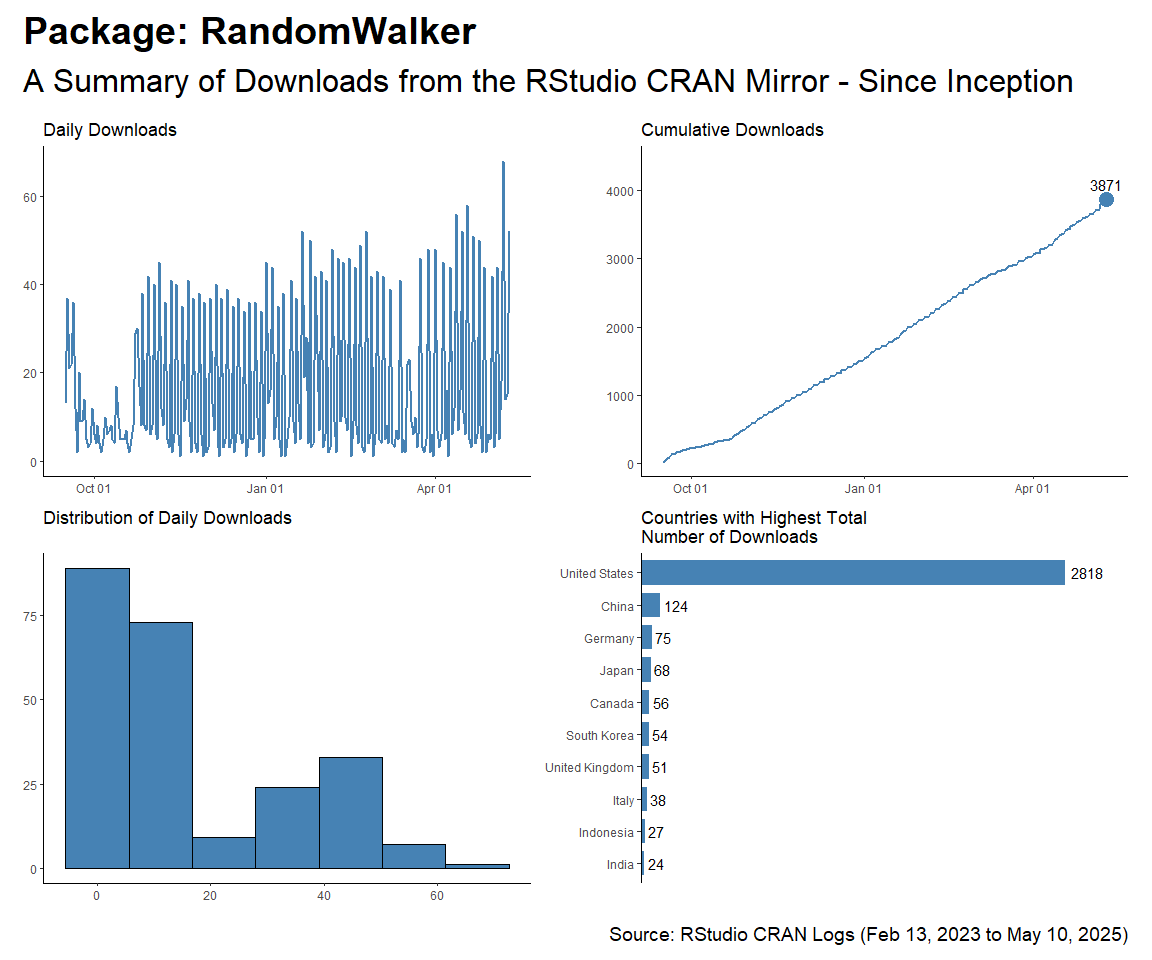 Package: RandomWalker
A Summary of Downloads from the RStudio CRAN Mirror - Since Inception
Daily Downloads
60
40
20
0
Oct 01
Jan 01
Apr 01
Cumulative Downloads
3871
4000
3000
2000
1000
0
Oct 01
Jan 01
Apr 01
Distribution of Daily Downloads
75
50
25
0
0
20
40
60
Countries with Highest Total
Number of Downloads
United States 2818
China 124
Germany 75
Japan 68
Canada 56
South Korea 54
United Kingdom 51
Italy 38
Indonesia 27
India 24
Source: RStudio CRAN Logs (Feb 13, 2023 to May 10, 2025)